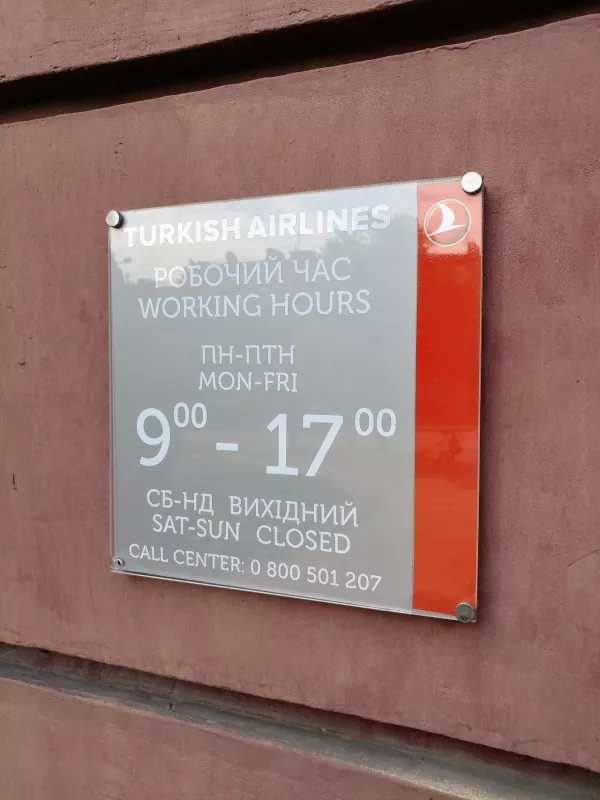 TURKISH AIRLINES
РОБОЧИЙ ЧАС
WORKING HOURS
ПН-ПТН
MON-FRI
9⁰⁰ - 17⁰⁰
СБ-НД ВИХІДНИЙ
SAT-SUN CLOSED
CALL CENTER: 0 800 501 207